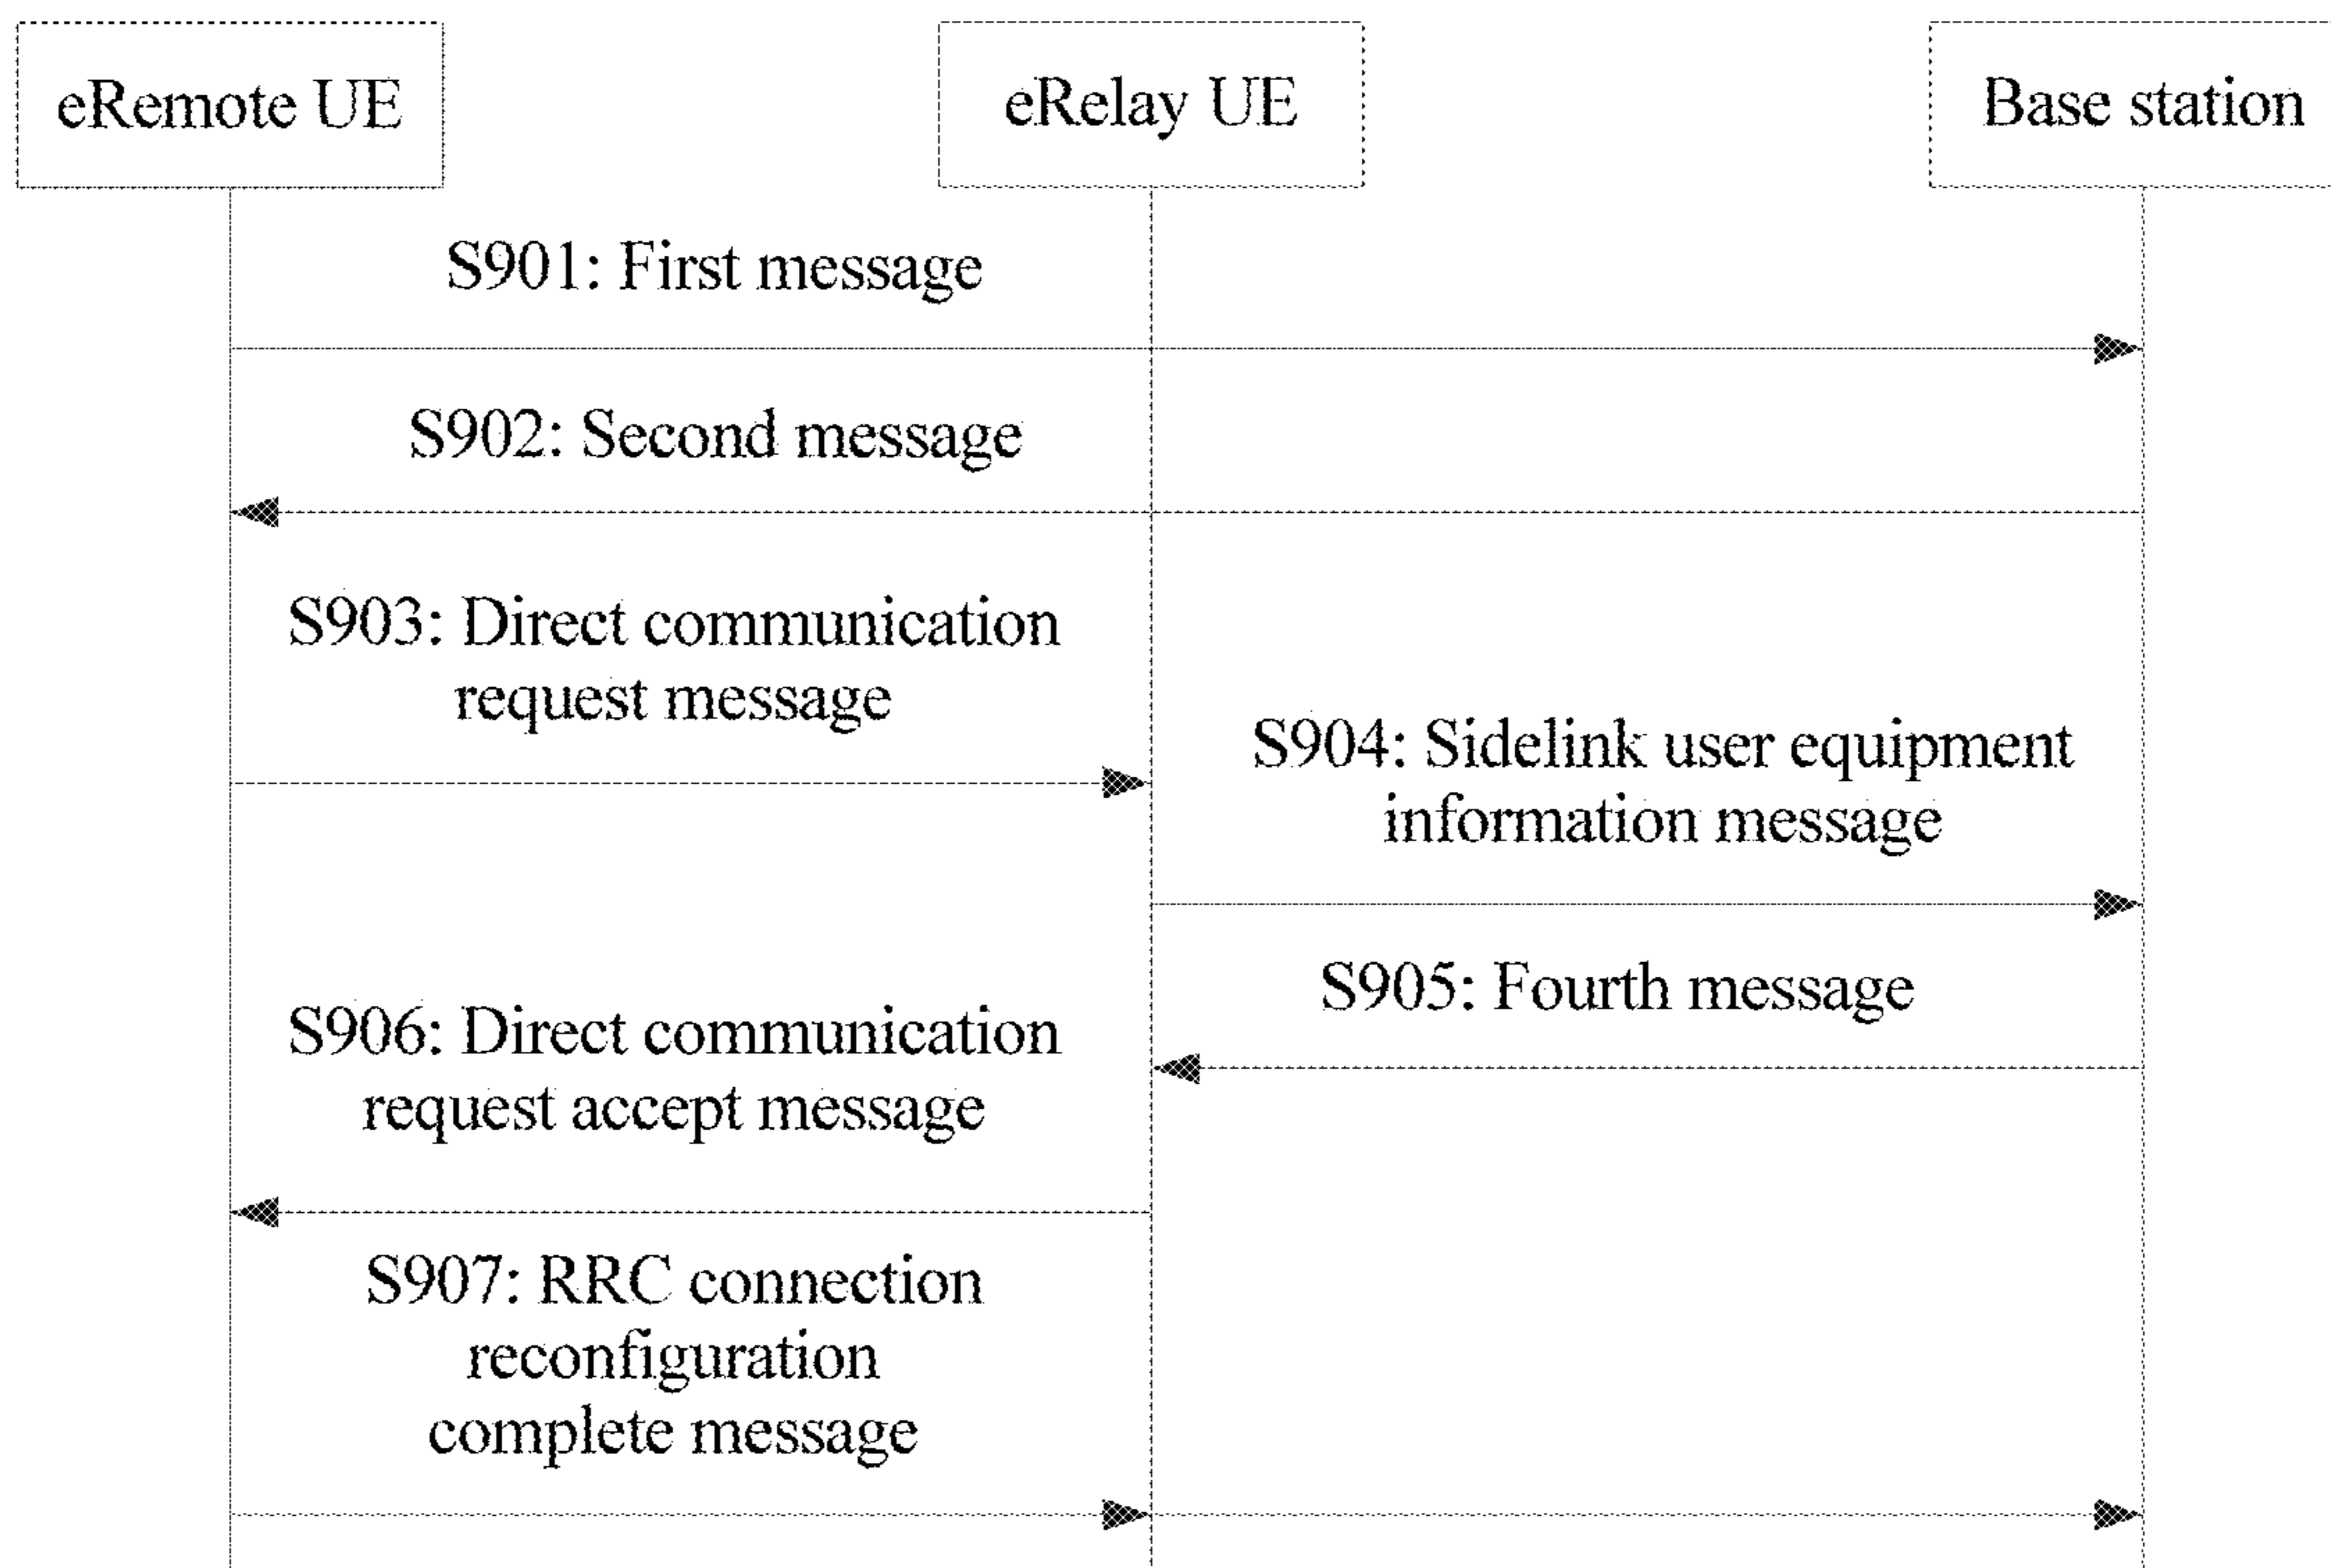 eRemote UE
eRelay UE
Base station
S901: First message
S902: Second message
S903: Direct communication
request message
S904: Sidelink user equipment
information message
S905: Fourth message
S906: Direct communication
request accept message
S907: RRC connection
reconfiguration
complete message